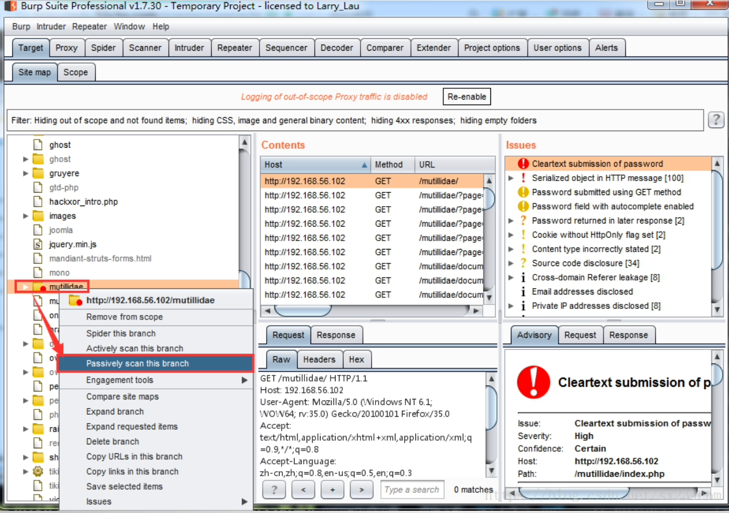 Burp Suite Professional v1.7.30 - Temporary Project - licensed to Larry_Lau
Burp Intruder Repeater Window Help
Target Proxy Spider Scanner Intruder Repeater Sequencer Decoder Comparer Extender Project options User options Alerts
Site map Scope
Logging of out-of-scope Proxy traffic is disabled Re-enable
Filter: Hiding out of scope and not found items; hiding CSS, image and general binary content; hiding 4xx responses; hiding empty folders ?
ghost
ghost
gruyere
gtd-php
hackxor_intro.php
images
joomla
jquery.min.js
mandiant-struts-forms.html
mono
mutillidae
http://192.168.56.102/mutillidae
Remove from scope
Spider this branch
Actively scan this branch
Passively scan this branch
Engagement tools
Compare site maps
Expand branch
Expand requested items
Delete branch
Copy URLs in this branch
Copy links in this branch
Save selected items
Issues
Contents
Host Method URL
http://192.168.56.102 GET /mutillidae/
http://192.168.56.102 GET /mutillidae/?page=
http://192.168.56.102 GET /mutillidae/?page=
http://192.168.56.102 GET /mutillidae/?page=
http://192.168.56.102 GET /mutillidae/?page=
http://192.168.56.102 GET /mutillidae/?page=
http://192.168.56.102 GET /mutillidae/docum
http://192.168.56.102 GET /mutillidae/docum
http://192.168.56.102 GET /mutillidae/docum
Request Response
Raw Headers Hex
GET /mutillidae/ HTTP/1.1
Host: 192.168.56.102
User-Agent: Mozilla/5.0 (Windows NT 6.1;
WOW64; rv:35.0) Gecko/20100101 Firefox/35.0
Accept:
text/html,application/xhtml+xml,application/xml;q
=0.9,*/*;q=0.8
Accept-Language:
zh-cn,zh;q=0.8,en-us;q=0.5,en;q=0.3
? < + > Type a search 0 matches
Issues
Cleartext submission of password
Serialized object in HTTP message [100]
Password submitted using GET method
Password field with autocomplete enabled
Password returned in later response [2]
Cookie without HttpOnly flag set [2]
Content type incorrectly stated [2]
Source code disclosure [34]
Cross-domain Referer leakage [8]
Email addresses disclosed
Private IP addresses disclosed [8]
Advisory Request Response
Cleartext submission of p
Issue: Cleartext submission of passw
Severity: High
Confidence: Certain
Host: http://192.168.56.102
Path: /mutillidae/index.php